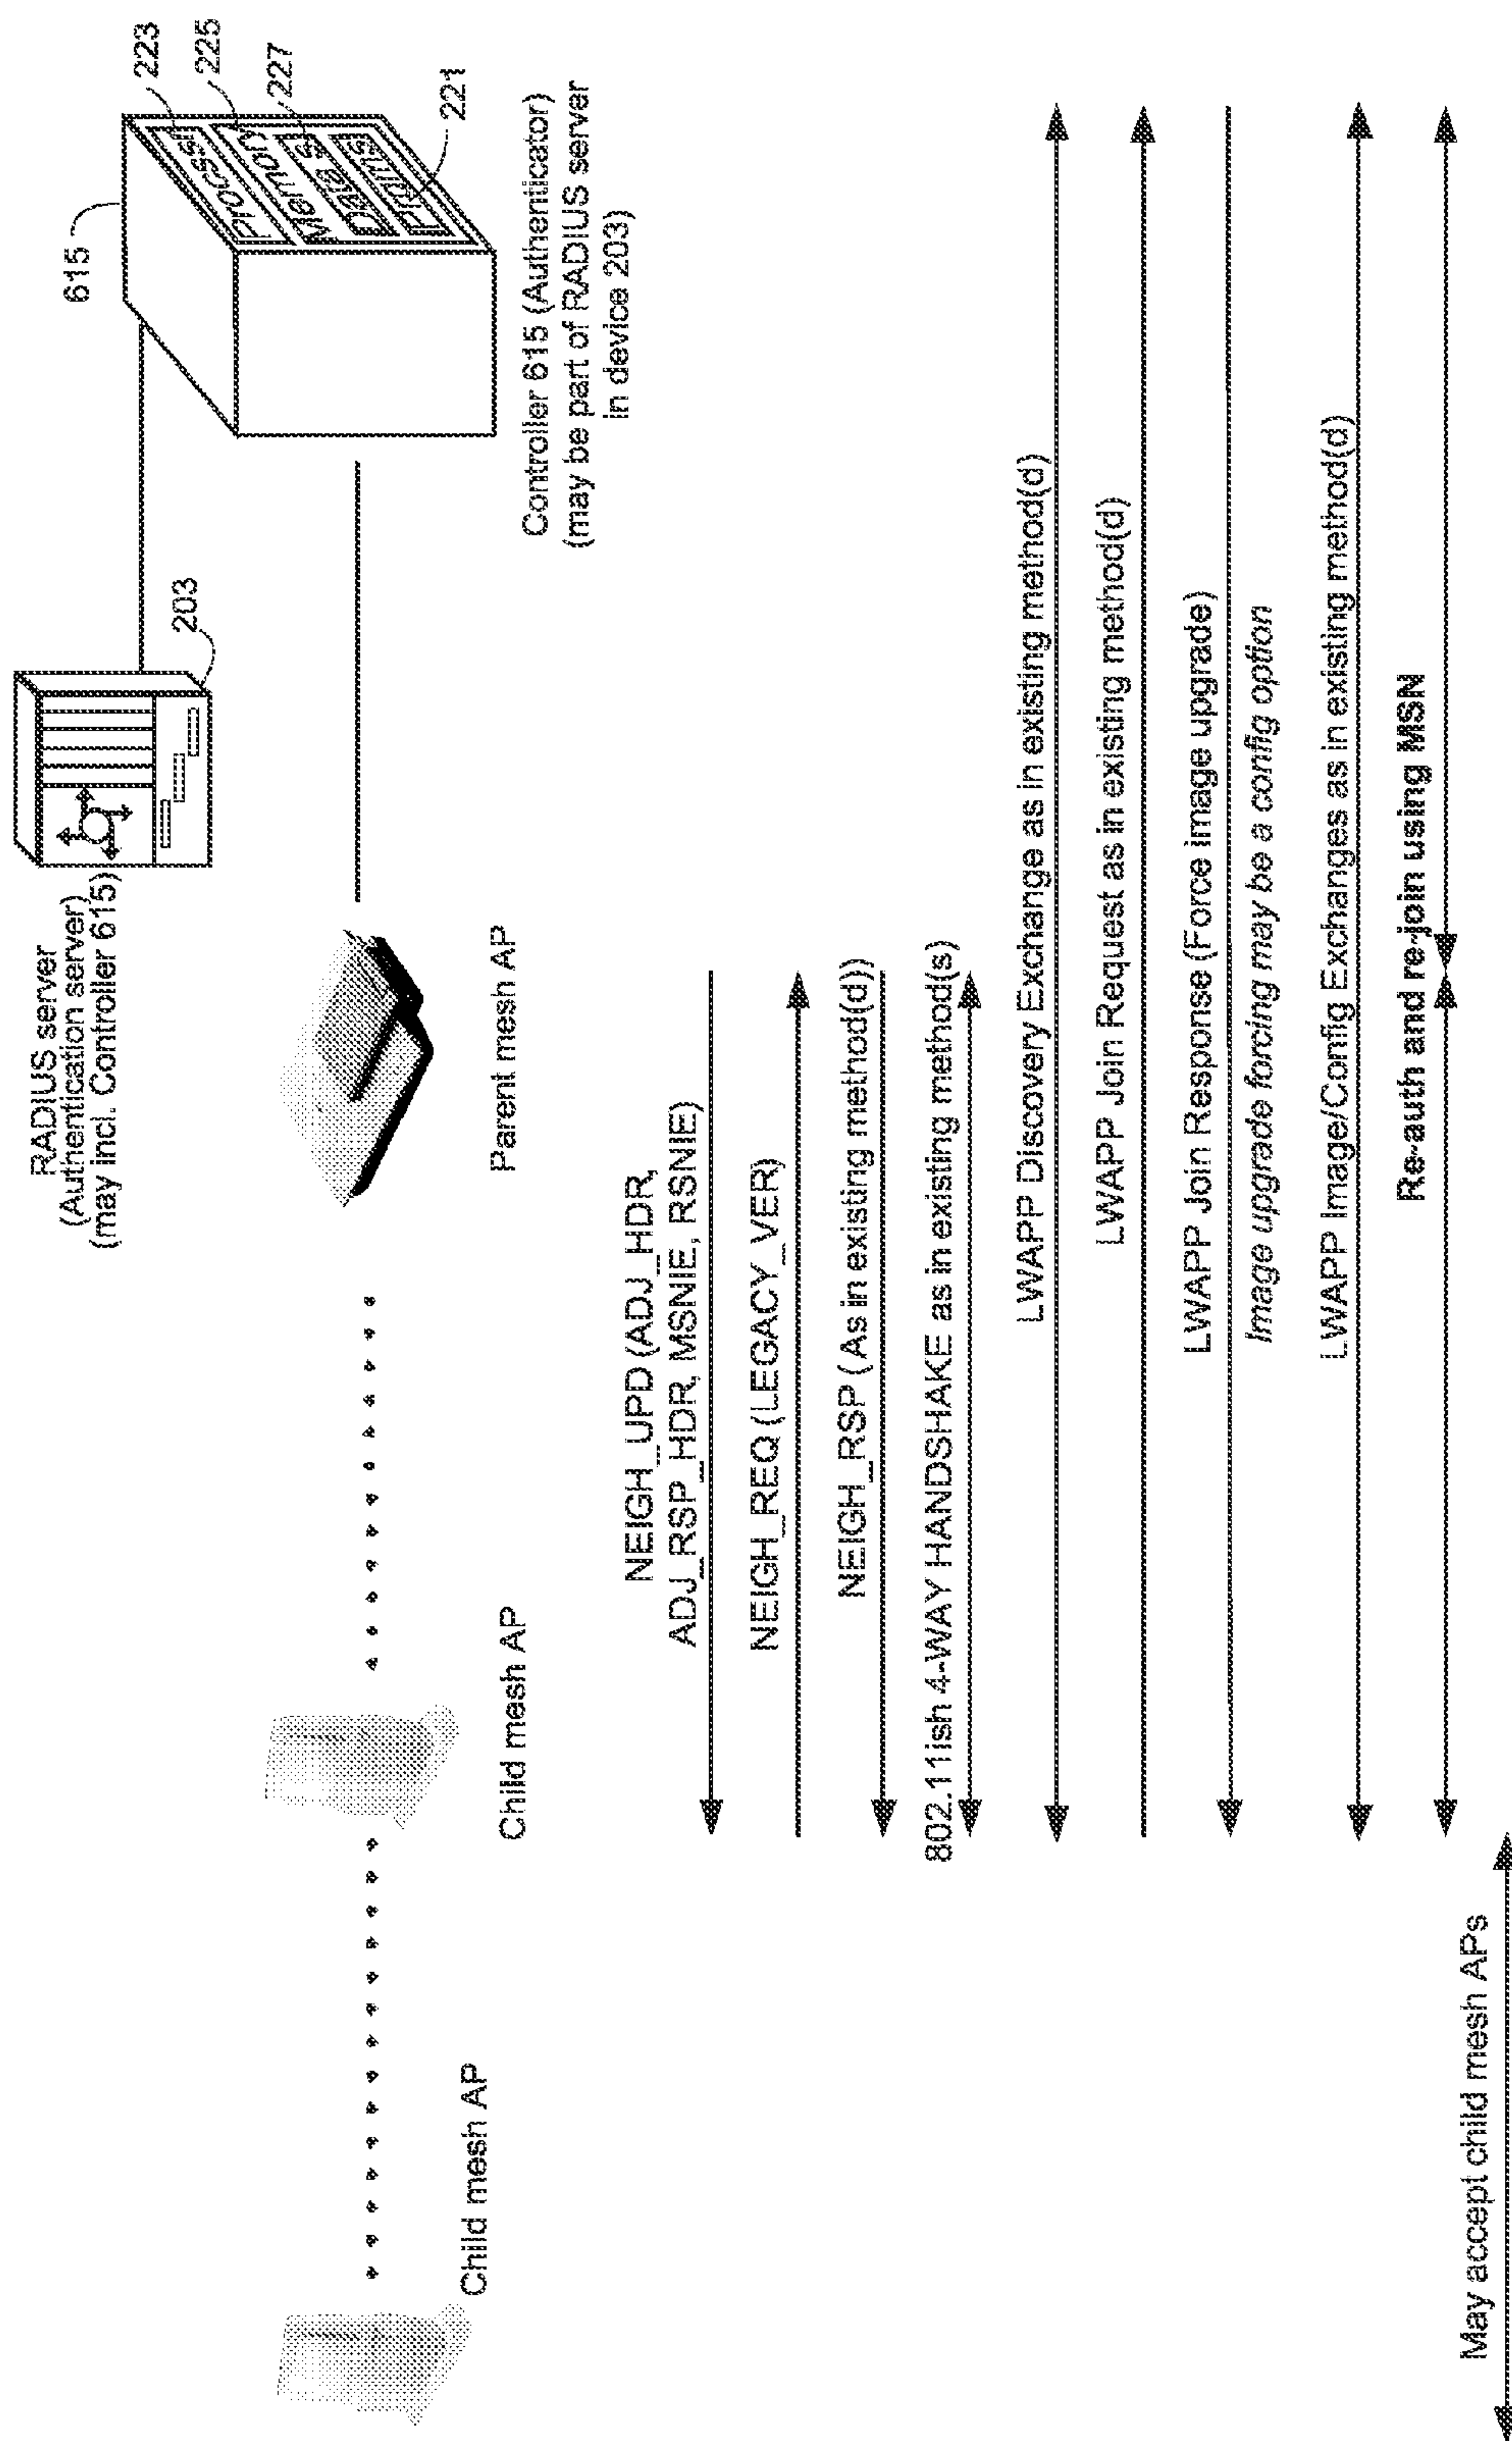 RADIUS server
(Authentication server)
(may incl. Controller 615)
203
615
223
225
227
221
Processr
Memory
Data s
Prtrms
Controller 615 (Authenticator)
(may be part of RADIUS server
in device 203)
Parent mesh AP
Child mesh AP
Child mesh AP
NEIGH_UPD (ADJ_HDR,
ADJ_RSP_HDR, MSNIE, RSNIE)
NEIGH_REQ (LEGACY_VER)
NEIGH_RSP (As in existing method(d))
802.11ish 4-WAY HANDSHAKE as in existing method(s)
LWAPP Discovery Exchange as in existing method(d)
LWAPP Join Request as in existing method(d)
LWAPP Join Response (Force image upgrade)
Image upgrade forcing may be a config option
LWAPP Image/Config Exchanges as in existing method(d)
Re-auth and re-join using MSN
May accept child mesh APs